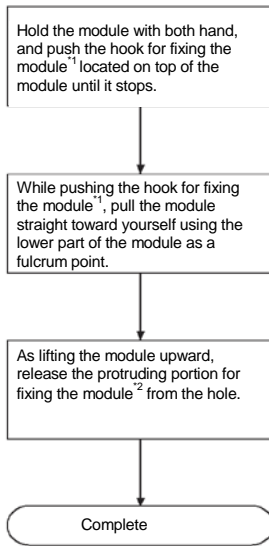 Hold the module with both hand,
and push the hook for fixing the
module*1 located on top of the
module until it stops.
While pushing the hook for fixing
the module*1, pull the module
straight toward yourself using the
lower part of the module as a
fulcrum point.
As lifting the module upward,
release the protruding portion for
fixing the module*2 from the hole.
Complete